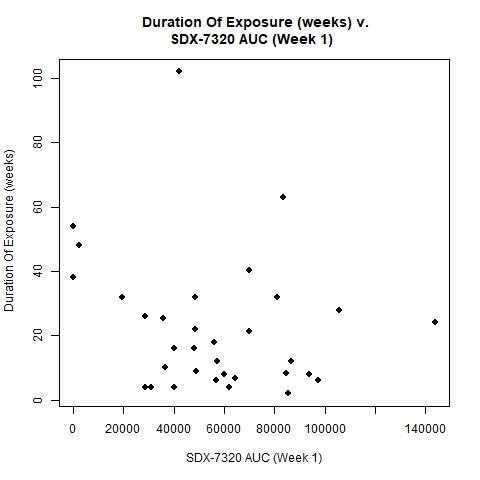 Duration Of Exposure (weeks) v.
SDX-7320 AUC (Week 1)
Duration Of Exposure (weeks)
100
80
60
40
20
0
0 20000 40000 60000 80000 100000 140000
SDX-7320 AUC (Week 1)